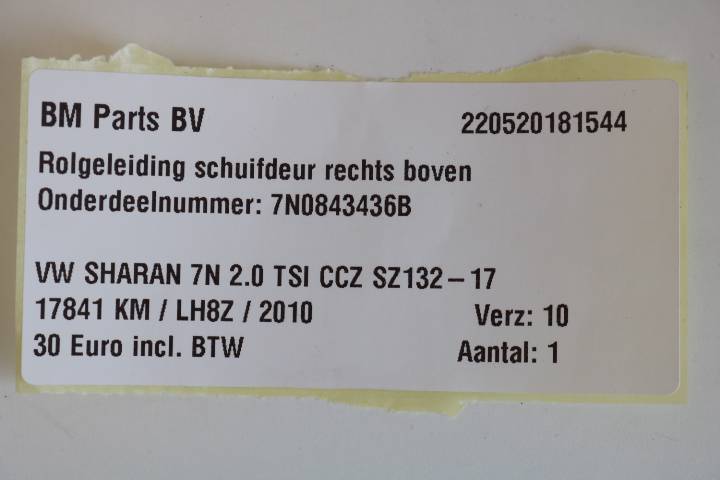 BM Parts BV 220520181544
Rolgeleiding schuifdeur rechts boven
Onderdeelnummer: 7N0843436B
VW SHARAN 7N 2.0 TSI CCZ SZ132-17
17841 KM / LH8Z / 2010 Verz: 10
30 Euro incl. BTW Aantal: 1